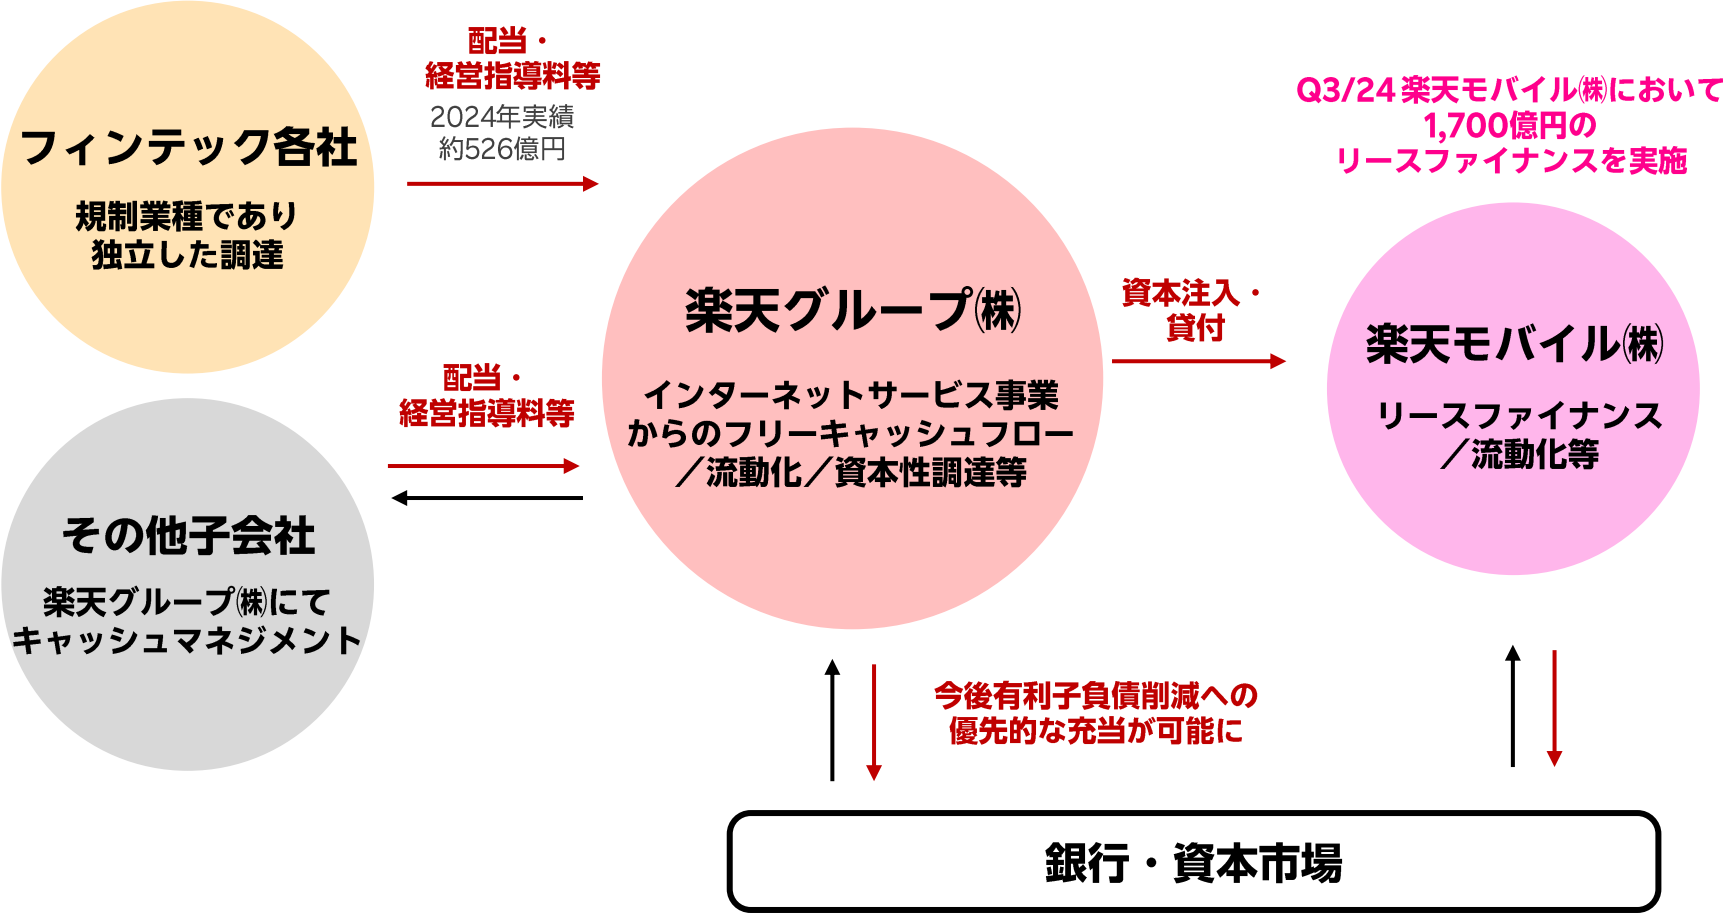 フィンテック各社
規制業種であり
独立した調達
配当・
経営指導料等
2024年実績
約526億円
その他子会社
楽天グループ㈱にて
キャッシュマネジメント
配当・
経営指導料等
楽天グループ㈱
インターネットサービス事業
からのフリーキャッシュフロー
／流動化／資本性調達等
資本注入・
貸付
Q3/24 楽天モバイル㈱において
1,700億円の
リースファイナンスを実施
楽天モバイル㈱
リースファイナンス
／流動化等
今後有利子負債削減への
優先的な充当が可能に
銀行・資本市場